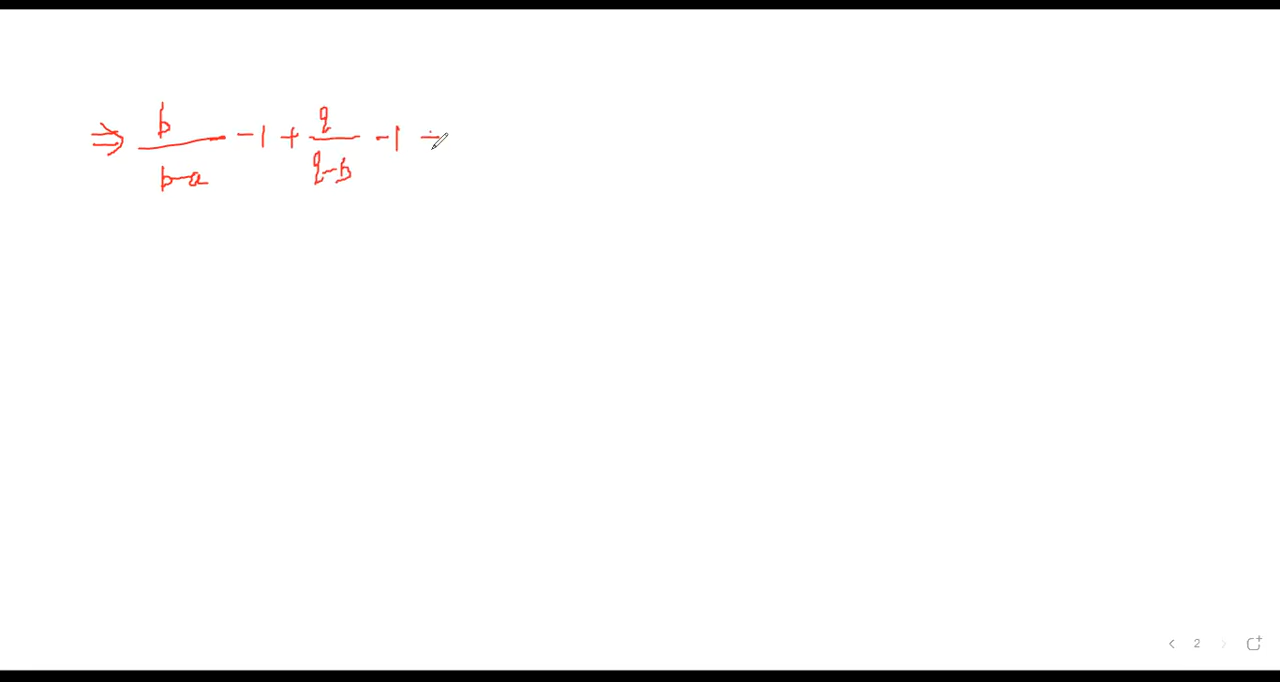 ⇒ p/(p-a) -1 + q/(q-b) -1 +
2